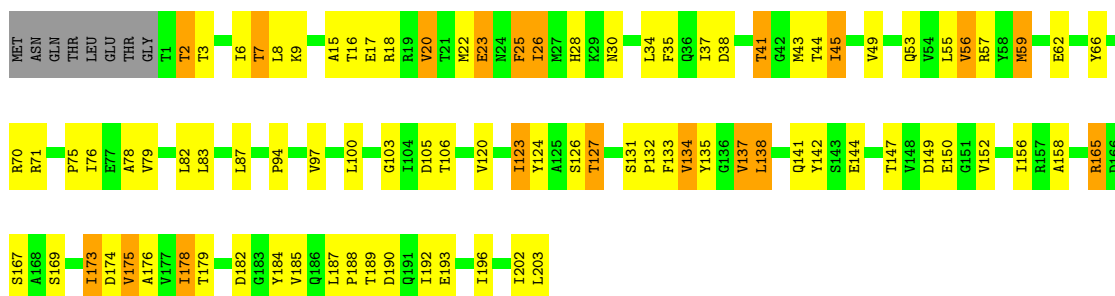 MET ASN GLN THR LEU GLU THR GLY T1 T2 T3 I6 T7 L8 K9 A15 T16 E17 R18 R19 V20 T21 M22 E23 N24 F25 I26 M27 H28 K29 N30 L34 F35 Q36 I37 D38 T41 G42 M43 T44 I45 V49 Q53 V54 L55 V56 R57 Y58 M59 E62 Y66
R70 R71 P75 I76 E77 A78 V79 L82 L83 L87 P94 V97 L100 G103 I104 D105 T106 V120 I123 Y124 A125 S126 T127 S131 P132 F133 V134 Y135 G136 V137 L138 Q141 Y142 S143 E144 T147 V148 D149 E150 G151 V152 I156 R157 A158 R165 D166
S167 A168 S169 I173 D174 V175 A176 V177 I178 T179 D182 G183 Y184 V185 Q186 L187 P188 T189 D190 Q191 I192 E193 I196 I202 L203